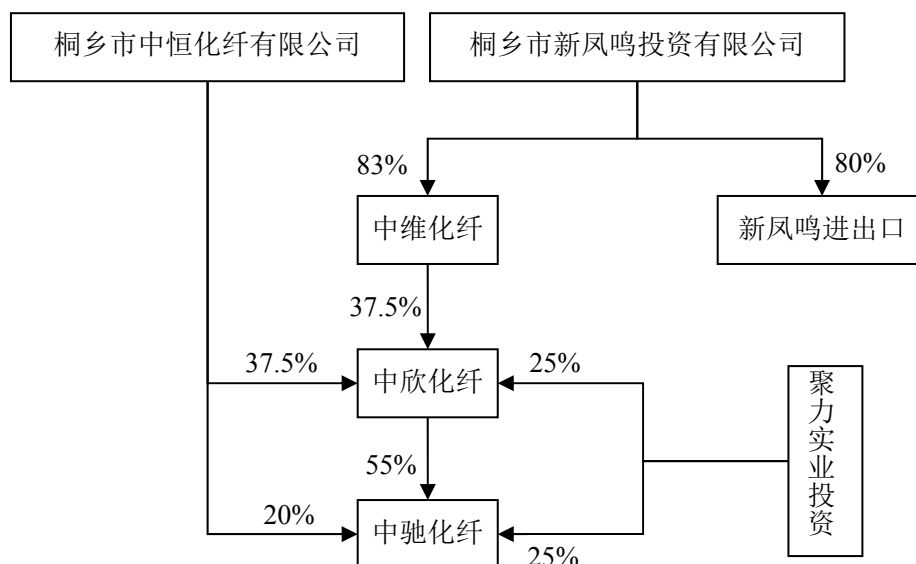 桐乡市中恒化纤有限公司
桐乡市新凤鸣投资有限公司
83%
80%
中维化纤
新凤鸣进出口
37.5%
37.5%
中欣化纤
25%
聚力实业投资
55%
20%
中驰化纤
25%